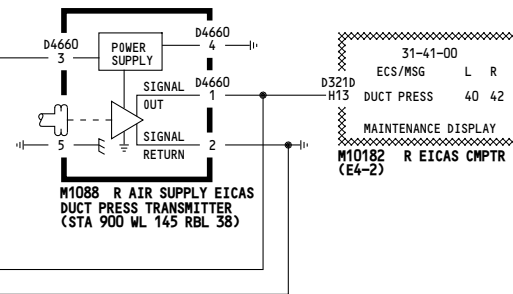 D4660
3
POWER
SUPPLY
D4660
4
SIGNAL
OUT
D4660
1
SIGNAL
RETURN
2
5
M1088 R AIR SUPPLY EICAS
DUCT PRESS TRANSMITTER
(STA 900 WL 145 RBL 38)
D321D
H13
31-41-00
ECS/MSG L R
DUCT PRESS 40 42
MAINTENANCE DISPLAY
M10182 R EICAS CMPTR
(E4-2)